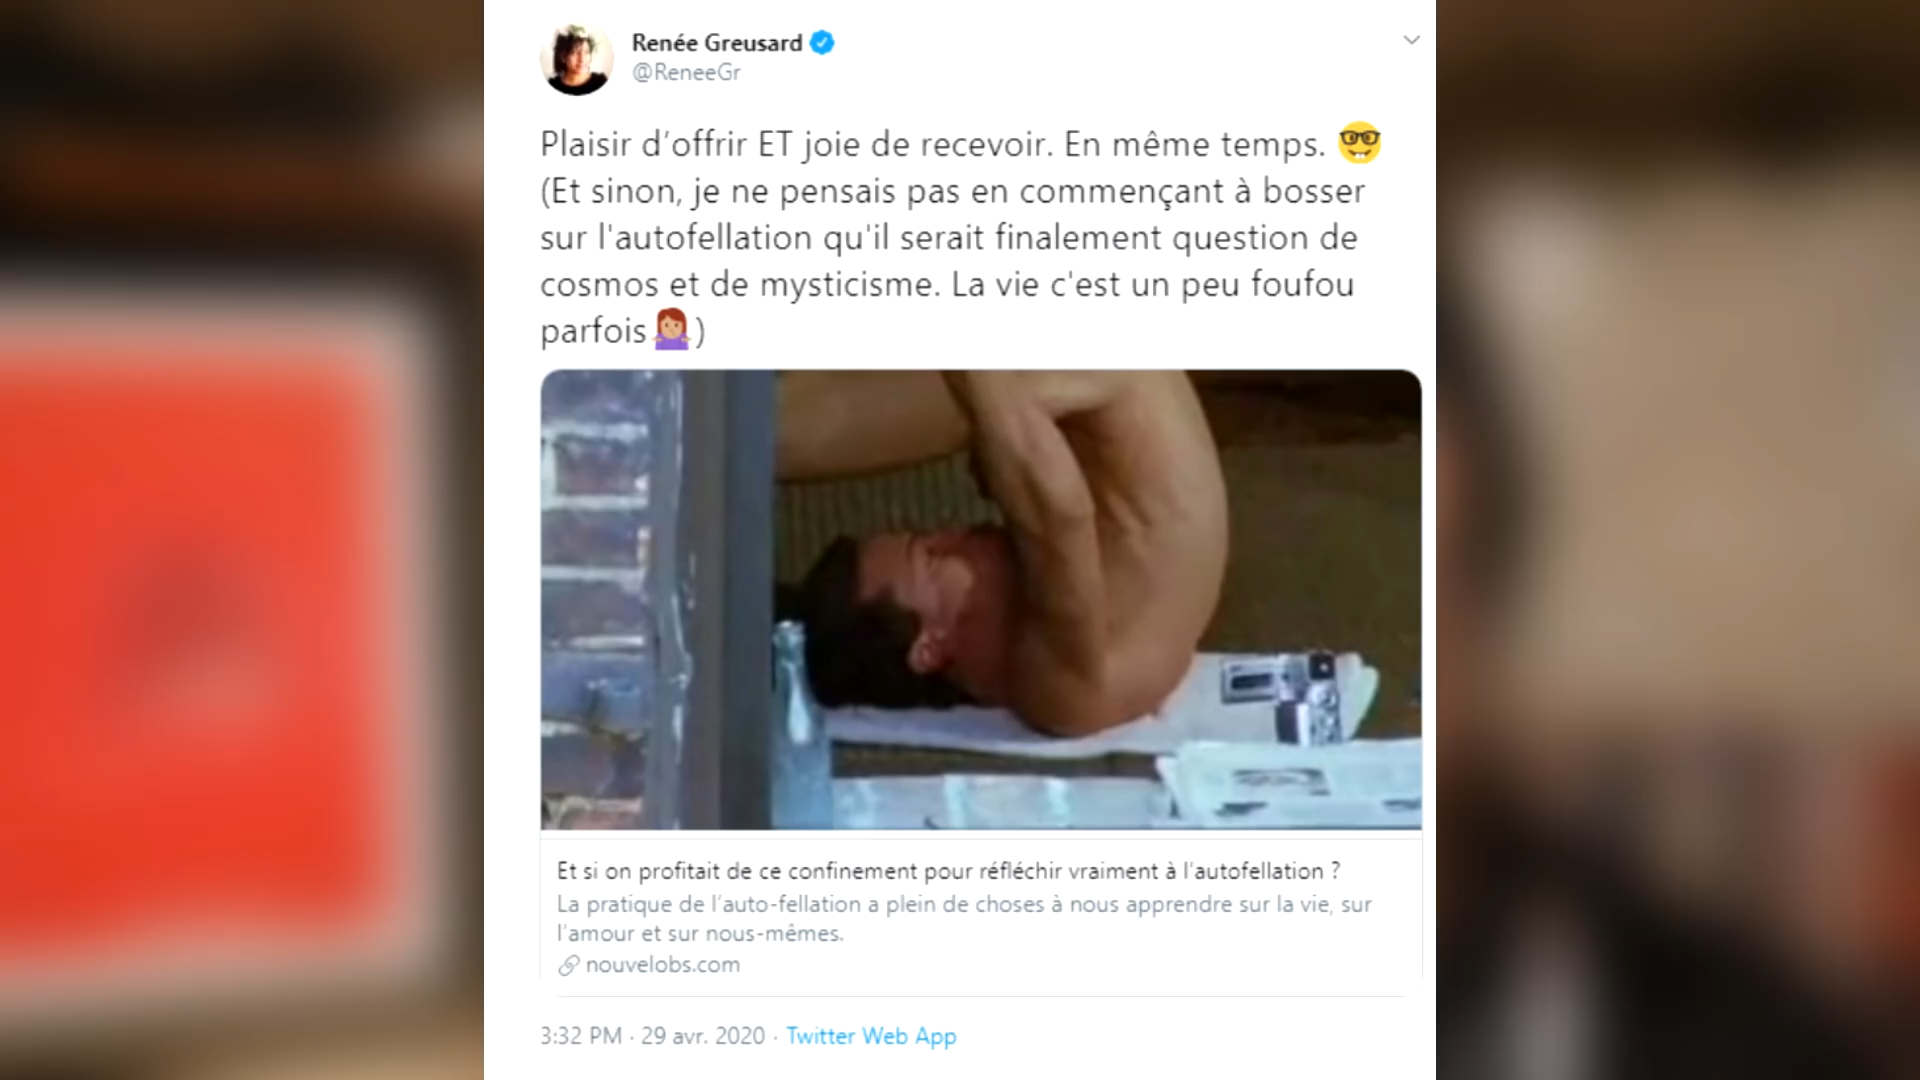 Renée Greusard
@ReneeGr
Plaisir d’offrir ET joie de recevoir. En même temps. 🤓
(Et sinon, je ne pensais pas en commençant à bosser
sur l'autofellation qu'il serait finalement question de
cosmos et de mysticisme. La vie c'est un peu foufou
parfois🤷🏼‍♀️)
Et si on profitait de ce confinement pour réfléchir vraiment à l’autofellation ?
La pratique de l’auto-fellation a plein de choses à nous apprendre sur la vie, sur
l’amour et sur nous-mêmes.
nouvelobs.com
3:32 PM · 29 avr. 2020 · Twitter Web App